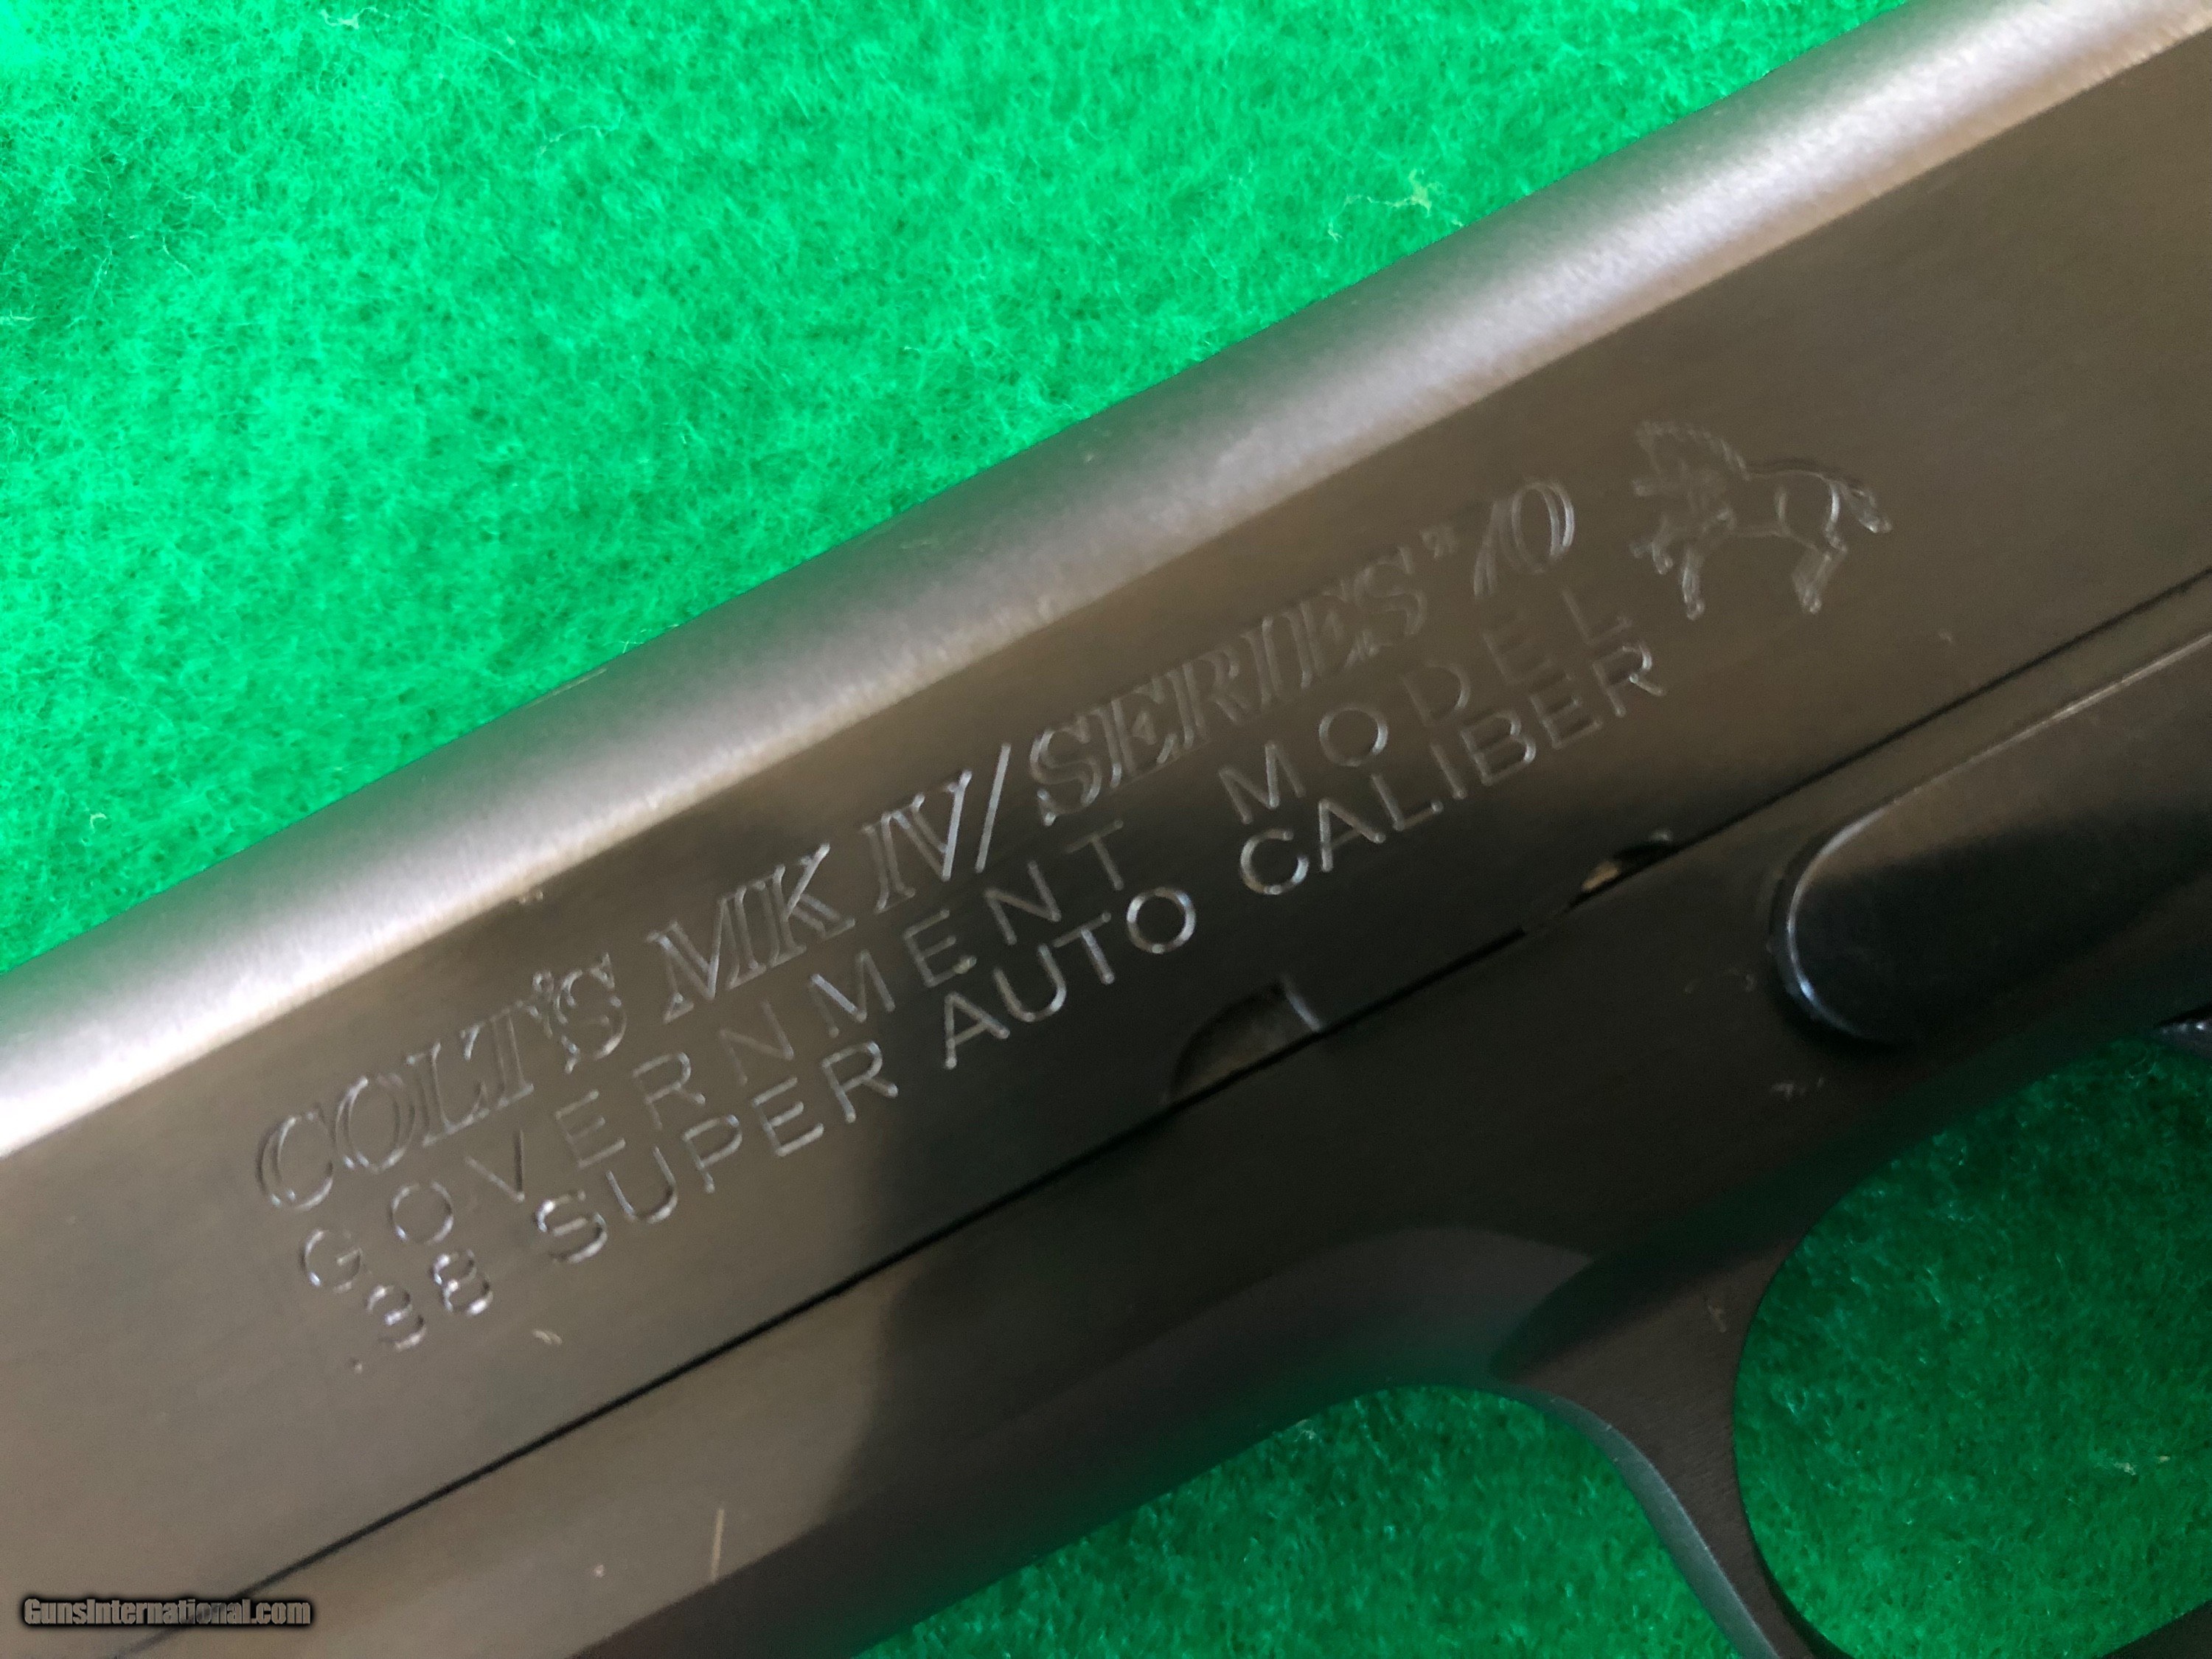 COLT'S MK IV/SERIES'70
GOVERNMENT MODEL
.38 SUPER AUTO CALIBER
GunsInternational.com